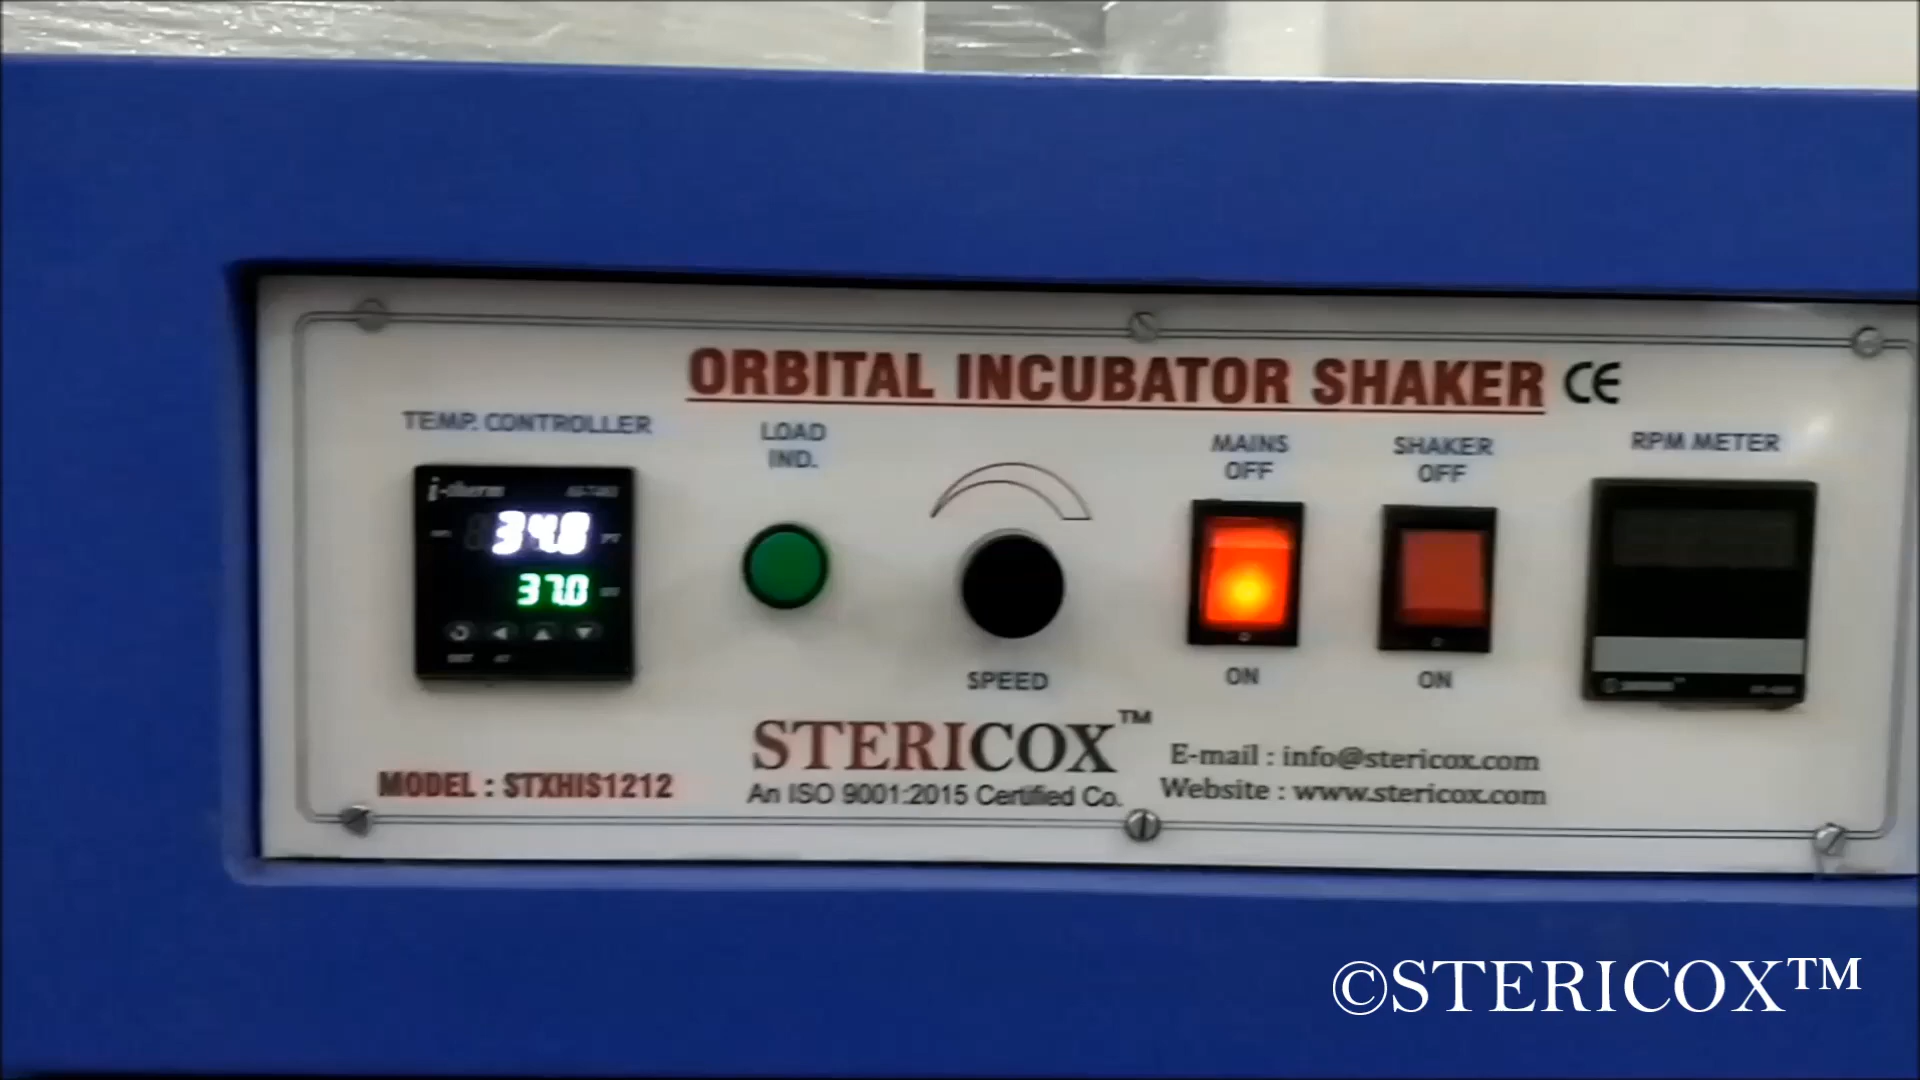 ORBITAL INCUBATOR SHAKER CE
TEMP. CONTROLLER
LOAD
IND.
MAINS
OFF
SHAKER
OFF
RPM METER
i-therm
34.8 PV
37.0
SPEED
ON
ON
STERICOX™
An ISO 9001:2015 Certified Co.
MODEL : STXHIS1212
E-mail : info@stericox.com
Website : www.stericox.com
©STERICOX™